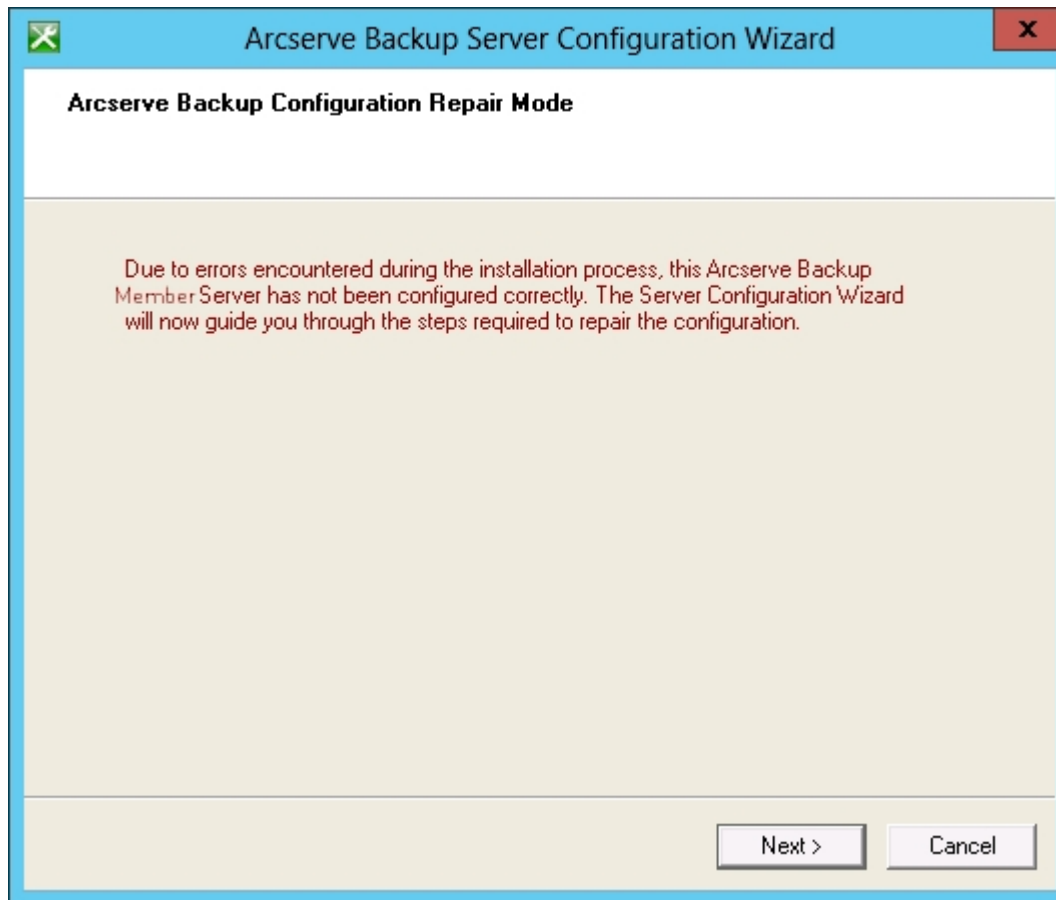 Arcserve Backup Server Configuration Wizard
x
Arcserve Backup Configuration Repair Mode
Due to errors encountered during the installation process, this Arcserve Backup
Member Server has not been configured correctly. The Server Configuration Wizard
will now guide you through the steps required to repair the configuration.
Next >
Cancel